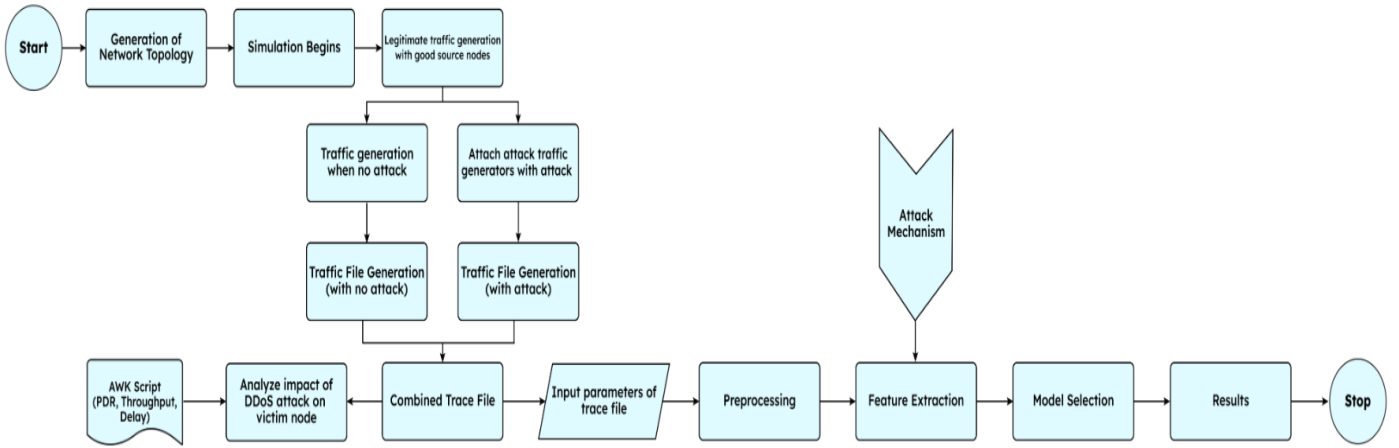 Start
Generation of
Network Topology
Simulation Begins
Legitimate traffic generation
with good source nodes
Traffic generation
when no attack
Attach attack traffic
generators with attack
Attack
Mechanism
Traffic File Generation
(with no attack)
Traffic File Generation
(with attack)
AWK Script
(PDR, Throughput,
Delay)
Analyze impact of
DDoS attack on
victim node
Combined Trace File
Input parameters of
trace file
Preprocessing
Feature Extraction
Model Selection
Results
Stop